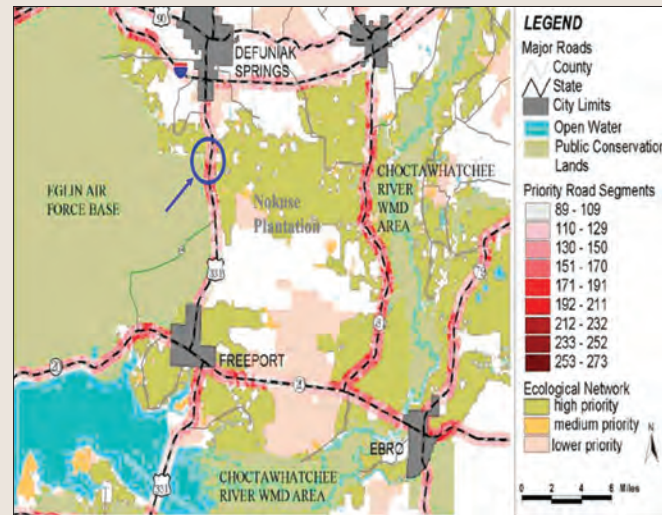 90
DEFUNIAK
SPRINGS
EGLIN AIR
FORCE BASE
CHOCTAWHATCHEE
RIVER
WMD
AREA
Nokuse
Plantation
331
FREEPORT
20
EBRO
CHOCTAWHATCHEE
RIVER WMD AREA
331
LEGEND
Major Roads
County
State
City Limits
Open Water
Public Conservation
Lands
Priority Road Segments
89 - 109
110 - 129
130 - 150
151 - 170
171 - 191
192 - 211
212 - 232
233 - 252
253 - 273
Ecological Network
high priority
medium priority
lower priority
N
0 2 4 6 Miles